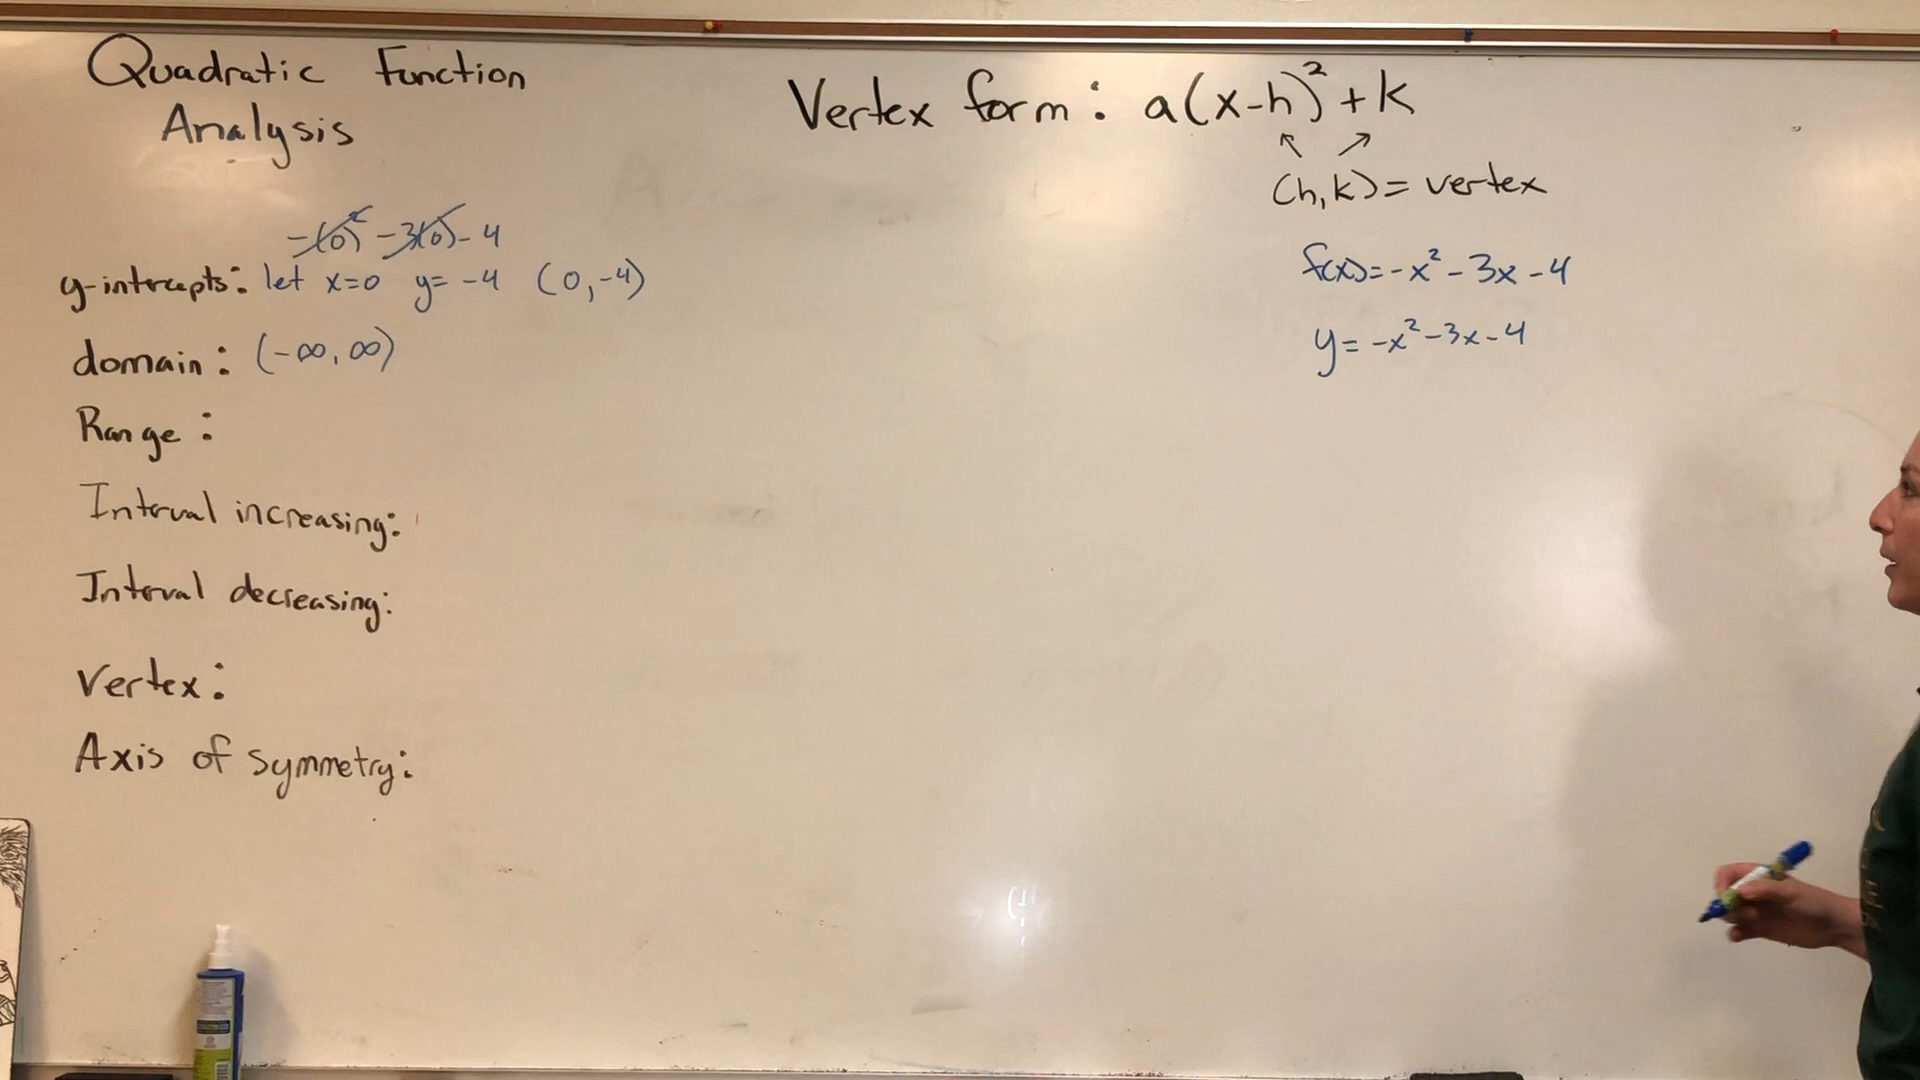 Quadratic Function
Analysis
-(0)² -3(0) - 4
y-intercepts: let x=0 y= -4 (0,-4)
domain: (-∞, ∞)
Range:
Interval increasing:
Interval decreasing:
Vertex:
Axis of symmetry:
Vertex form: a(x-h)²+k
(h,k)= vertex
f(x)=-x²-3x-4
y=-x²-3x-4